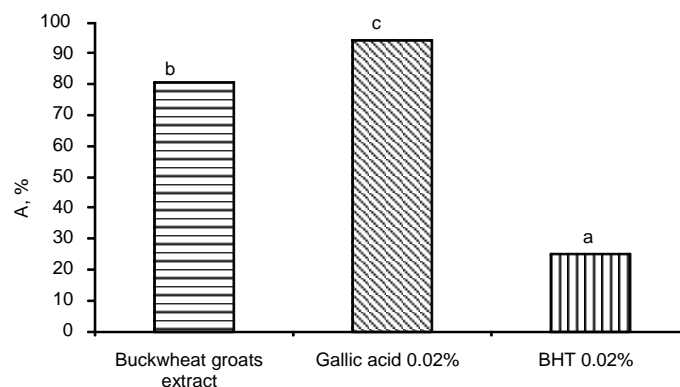 100
90
80
70
60
50
40
30
20
10
0
A, %
b
c
a
Buckwheat groats
extract
Gallic acid 0.02%
BHT 0.02%